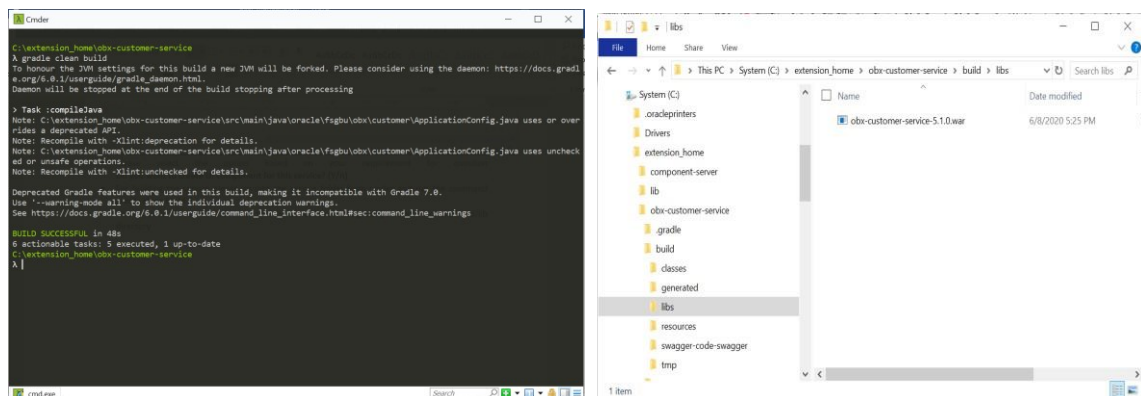 Cmder
C:\extension_home\obx-customer-service
λ gradle clean build
To honour the JVM settings for this build a new JVM will be forked. Please consider using the daemon: https://docs.gradl
e.org/6.0.1/userguide/gradle_daemon.html.
Daemon will be stopped at the end of the build stopping after processing
> Task :compileJava
Note: C:\extension_home\obx-customer-service\src\main\java\oracle\fsgbu\obx\customer\ApplicationConfig.java uses or over
rides a deprecated API.
Note: Recompile with -Xlint:deprecation for details.
Note: C:\extension_home\obx-customer-service\src\main\java\oracle\fsgbu\obx\customer\ApplicationConfig.java uses uncheck
ed or unsafe operations.
Note: Recompile with -Xlint:unchecked for details.
Deprecated Gradle features were used in this build, making it incompatible with Gradle 7.0.
Use '--warning-mode all' to show the individual deprecation warnings.
See https://docs.gradle.org/6.0.1/userguide/command_line_interface.html#sec:command_line_warnings
BUILD SUCCESSFUL in 48s
6 actionable tasks: 5 executed, 1 up-to-date
C:\extension_home\obx-customer-service
λ
cmd.exe
Search
libs
File Home Share View
This PC > System (C:) > extension_home > obx-customer-service > build > libs
Search libs
System (C:)
.oracleprinters
Drivers
extension_home
component-server
lib
obx-customer-service
.gradle
build
classes
generated
libs
resources
swagger-code-swagger
tmp
Name Date modified
obx-customer-service-5.1.0.war 6/8/2020 5:25 PM
1 item